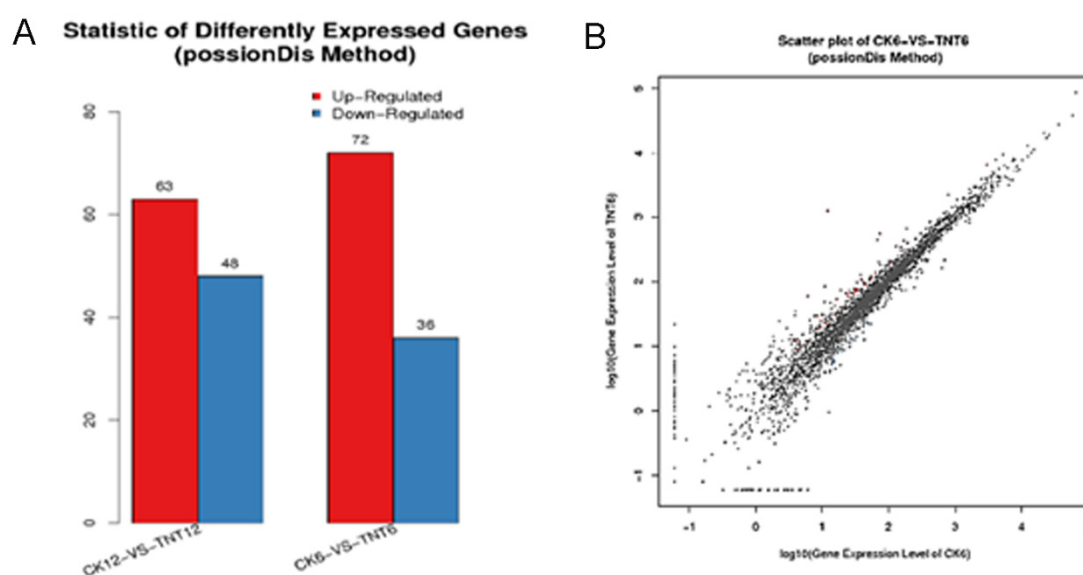 A
Statistic of Differently Expressed Genes
(possionDis Method)
Up-Regulated
Down-Regulated
80
60
40
20
0
63
48
72
36
CK12-VS-TNT12
CK6-VS-TNT6
B
Scatter plot of CK6-VS-TNT6
(possionDis Method)
log10(Gene Expression Level of TNT6)
5
4
3
2
1
0
-1
-1
0
1
2
3
4
log10(Gene Expression Level of CK6)